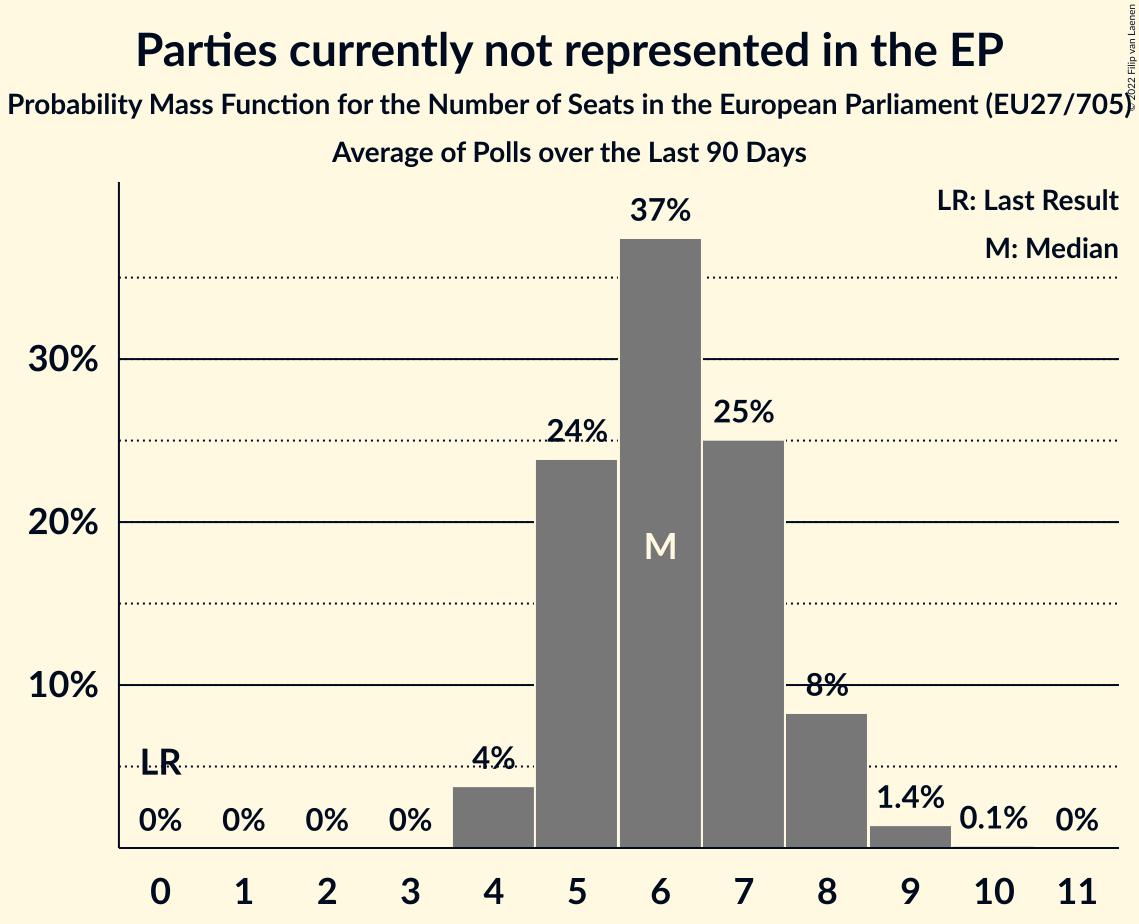 Parties currently not represented in the EP
Probability Mass Function for the Number of Seats in the European Parliament (EU27/705)
Average of Polls over the Last 90 Days
© 2022 Filip van Laenen
LR: Last Result
M: Median
37%
30%
25%
24%
20%
M
10%
8%
LR
4%
1.4%
0% 0% 0% 0% 0.1% 0%
0 1 2 3 4 5 6 7 8 9 10 11